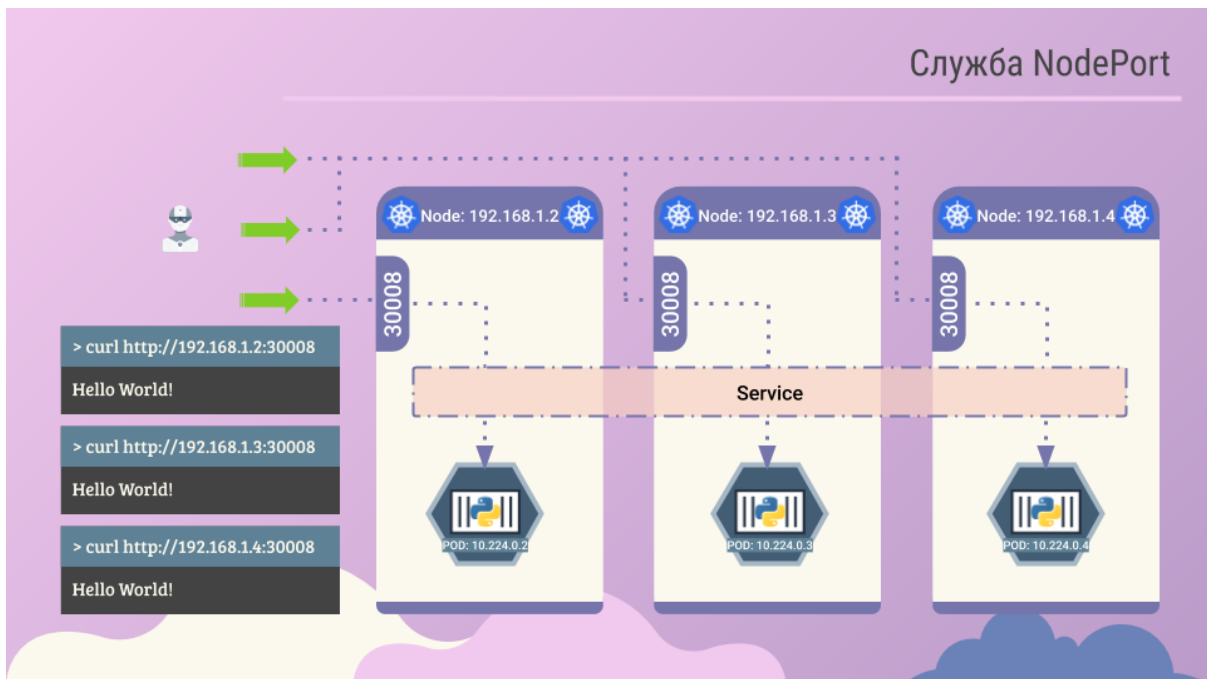 Служба NodePort
Node: 192.168.1.2
Node: 192.168.1.3
Node: 192.168.1.4
30008
30008
30008
> curl http://192.168.1.2:30008
Hello World!
> curl http://192.168.1.3:30008
Hello World!
> curl http://192.168.1.4:30008
Hello World!
Service
POD: 10.224.0.2
POD: 10.224.0.3
POD: 10.224.0.4